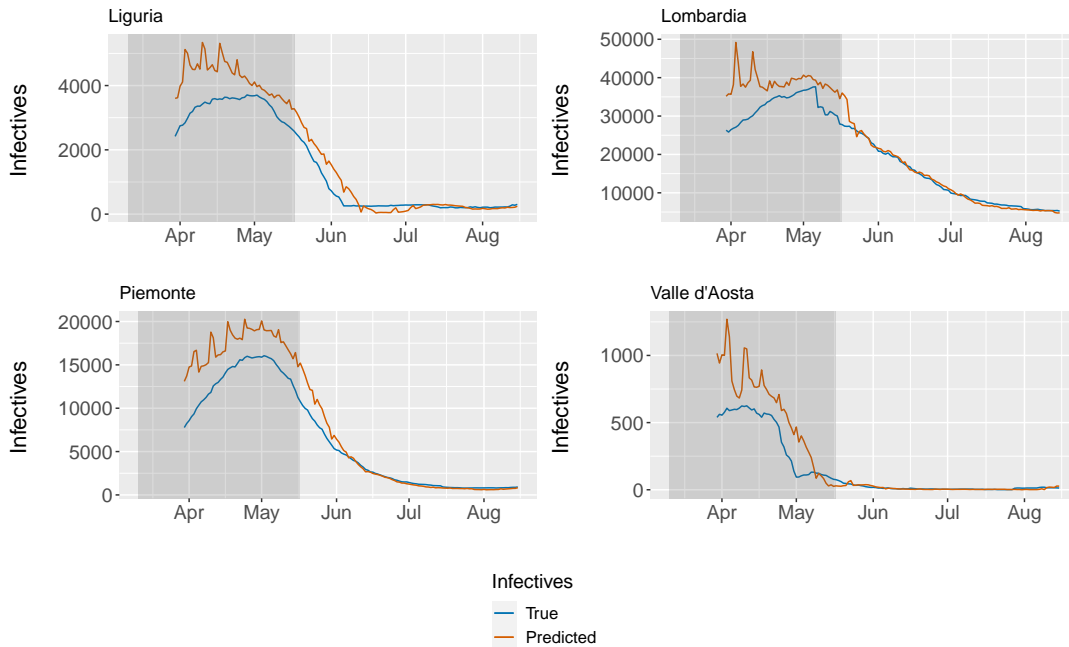 Liguria
Infectives
4000
2000
0
Apr May Jun Jul Aug
Lombardia
Infectives
50000
40000
30000
20000
10000
Apr May Jun Jul Aug
Piemonte
Infectives
20000
15000
10000
5000
0
Apr May Jun Jul Aug
Valle d'Aosta
Infectives
1000
500
0
Apr May Jun Jul Aug
Infectives
True
Predicted